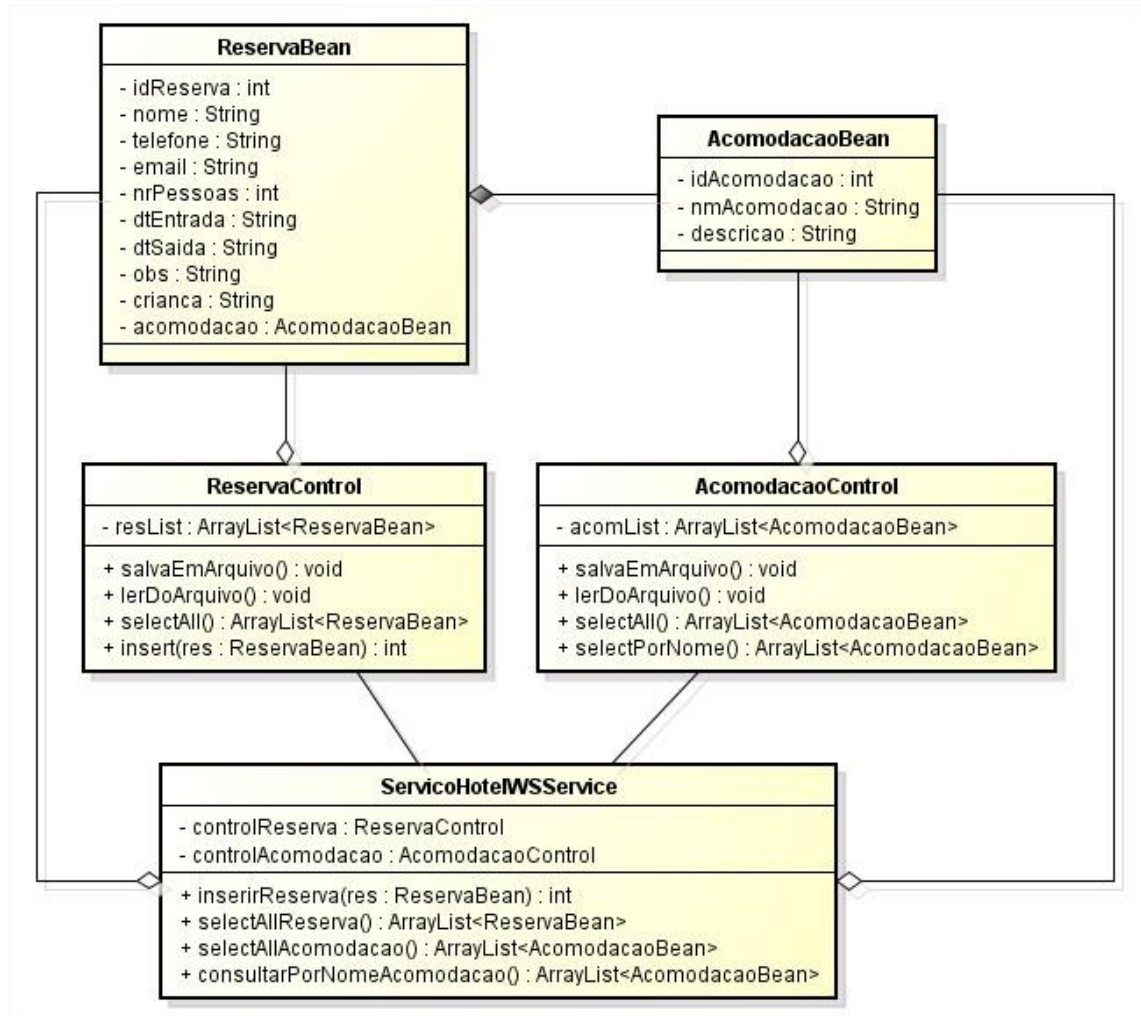 ReservaBean
- idReserva : int
- nome : String
- telefone : String
- email : String
- nrPessoas : int
- dtEntrada : String
- dtSaida : String
- obs : String
- crianca : String
- acomodacao : AcomodacaoBean
AcomodacaoBean
- idAcomodacao : int
- nmAcomodacao : String
- descricao : String
ReservaControl
- resList : ArrayList<ReservaBean>
+ salvaEmArquivo() : void
+ lerDoArquivo() : void
+ selectAll() : ArrayList<ReservaBean>
+ insert(res : ReservaBean) : int
AcomodacaoControl
- acomList : ArrayList<AcomodacaoBean>
+ salvaEmArquivo() : void
+ lerDoArquivo() : void
+ selectAll() : ArrayList<AcomodacaoBean>
+ selectPorNome() : ArrayList<AcomodacaoBean>
ServicoHotelWSService
- controlReserva : ReservaControl
- controlAcomodacao : AcomodacaoControl
+ inserirReserva(res : ReservaBean) : int
+ selectAllReserva() : ArrayList<ReservaBean>
+ selectAllAcomodacao() : ArrayList<AcomodacaoBean>
+ consultarPorNomeAcomodacao() : ArrayList<AcomodacaoBean>